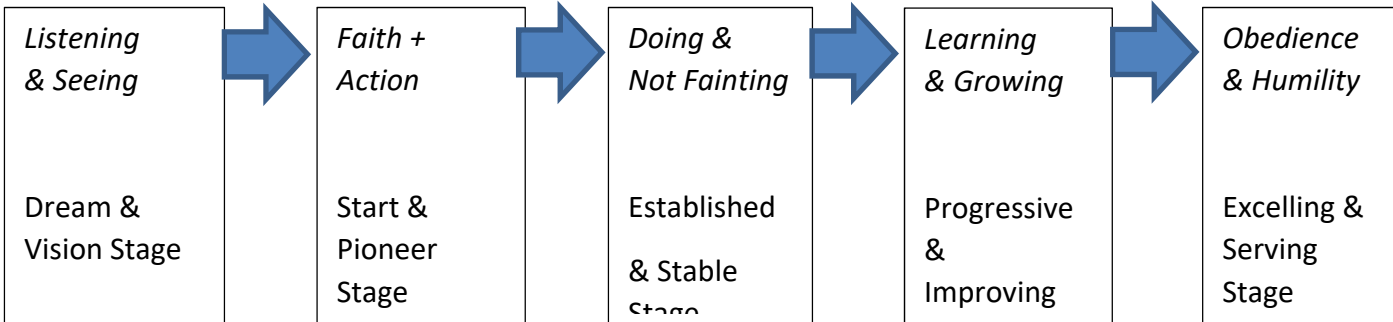 Listening
& Seeing
Dream &
Vision Stage
Faith +
Action
Start &
Pioneer
Stage
Doing &
Not Fainting
Established
& Stable
Stage
Learning
& Growing
Progressive
&
Improving
Obedience
& Humility
Excelling &
Serving
Stage